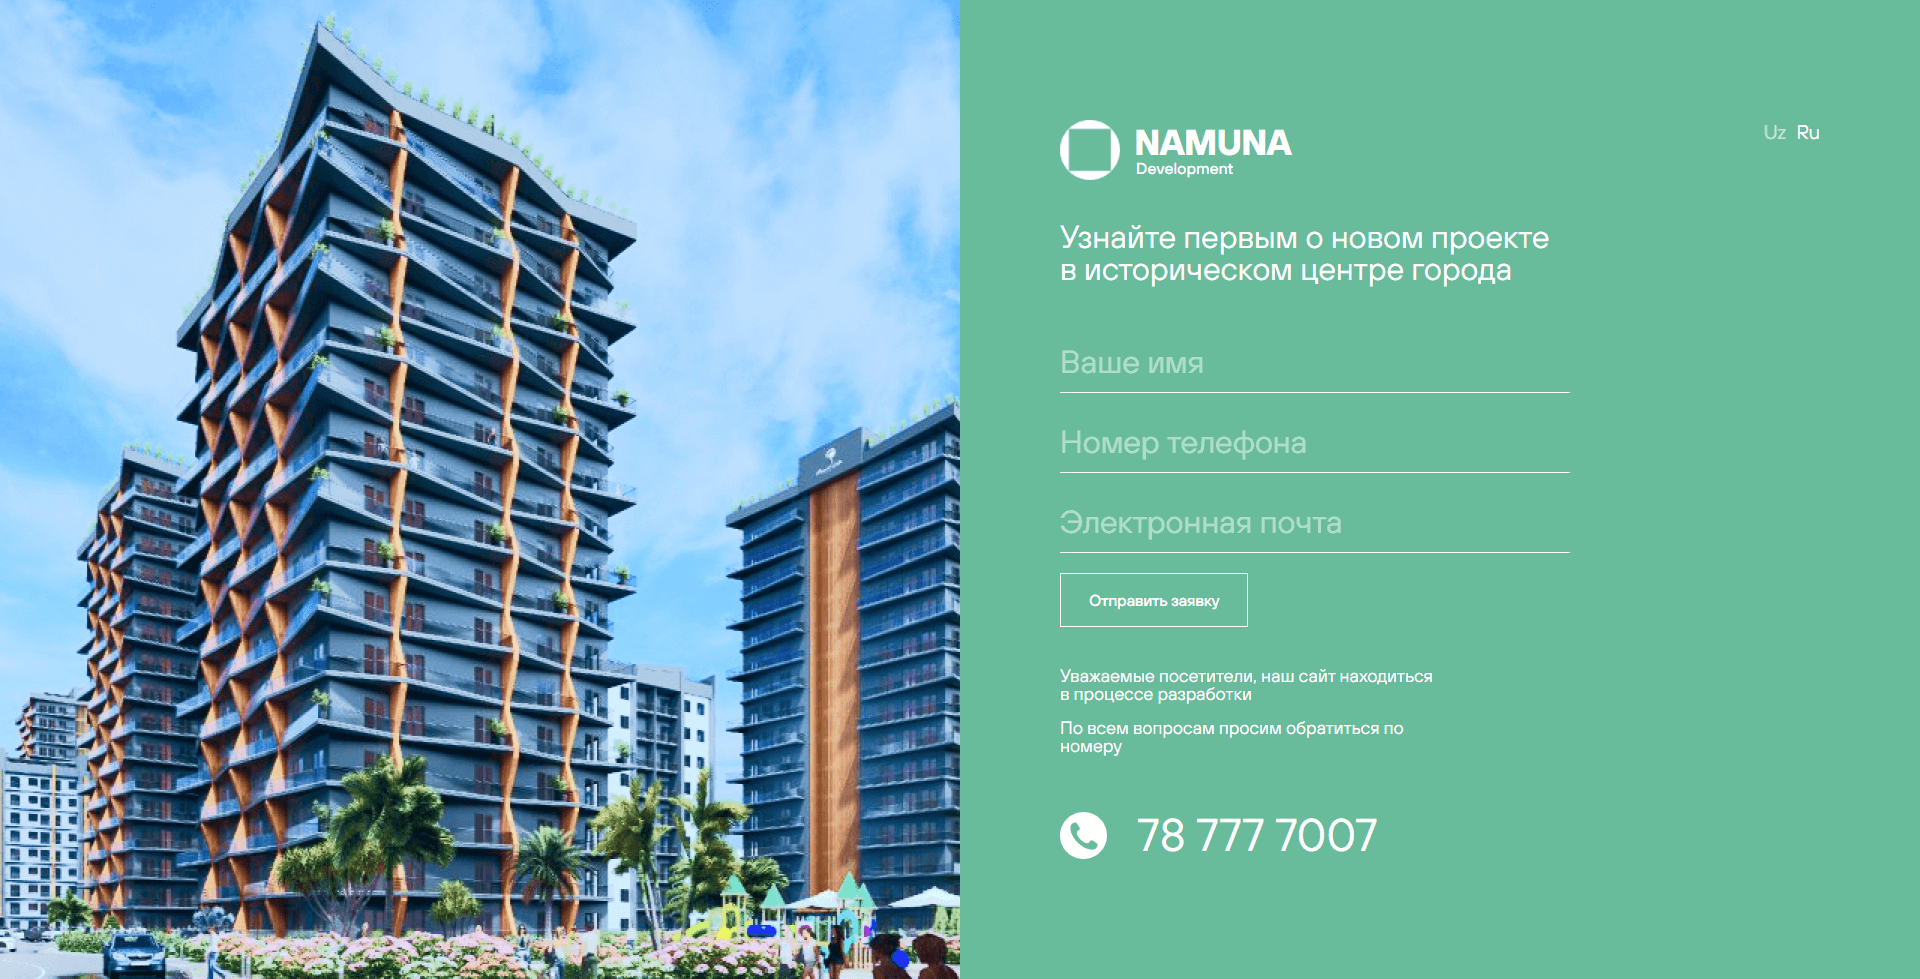 NAMUNA
Development
Uz Ru
Узнайте первым о новом проекте
в историческом центре города
Ваше имя
Номер телефона
Электронная почта
Отправить заявку
Уважаемые посетители, наш сайт находиться
в процессе разработки
По всем вопросам просим обратиться по
номеру
78 777 7007